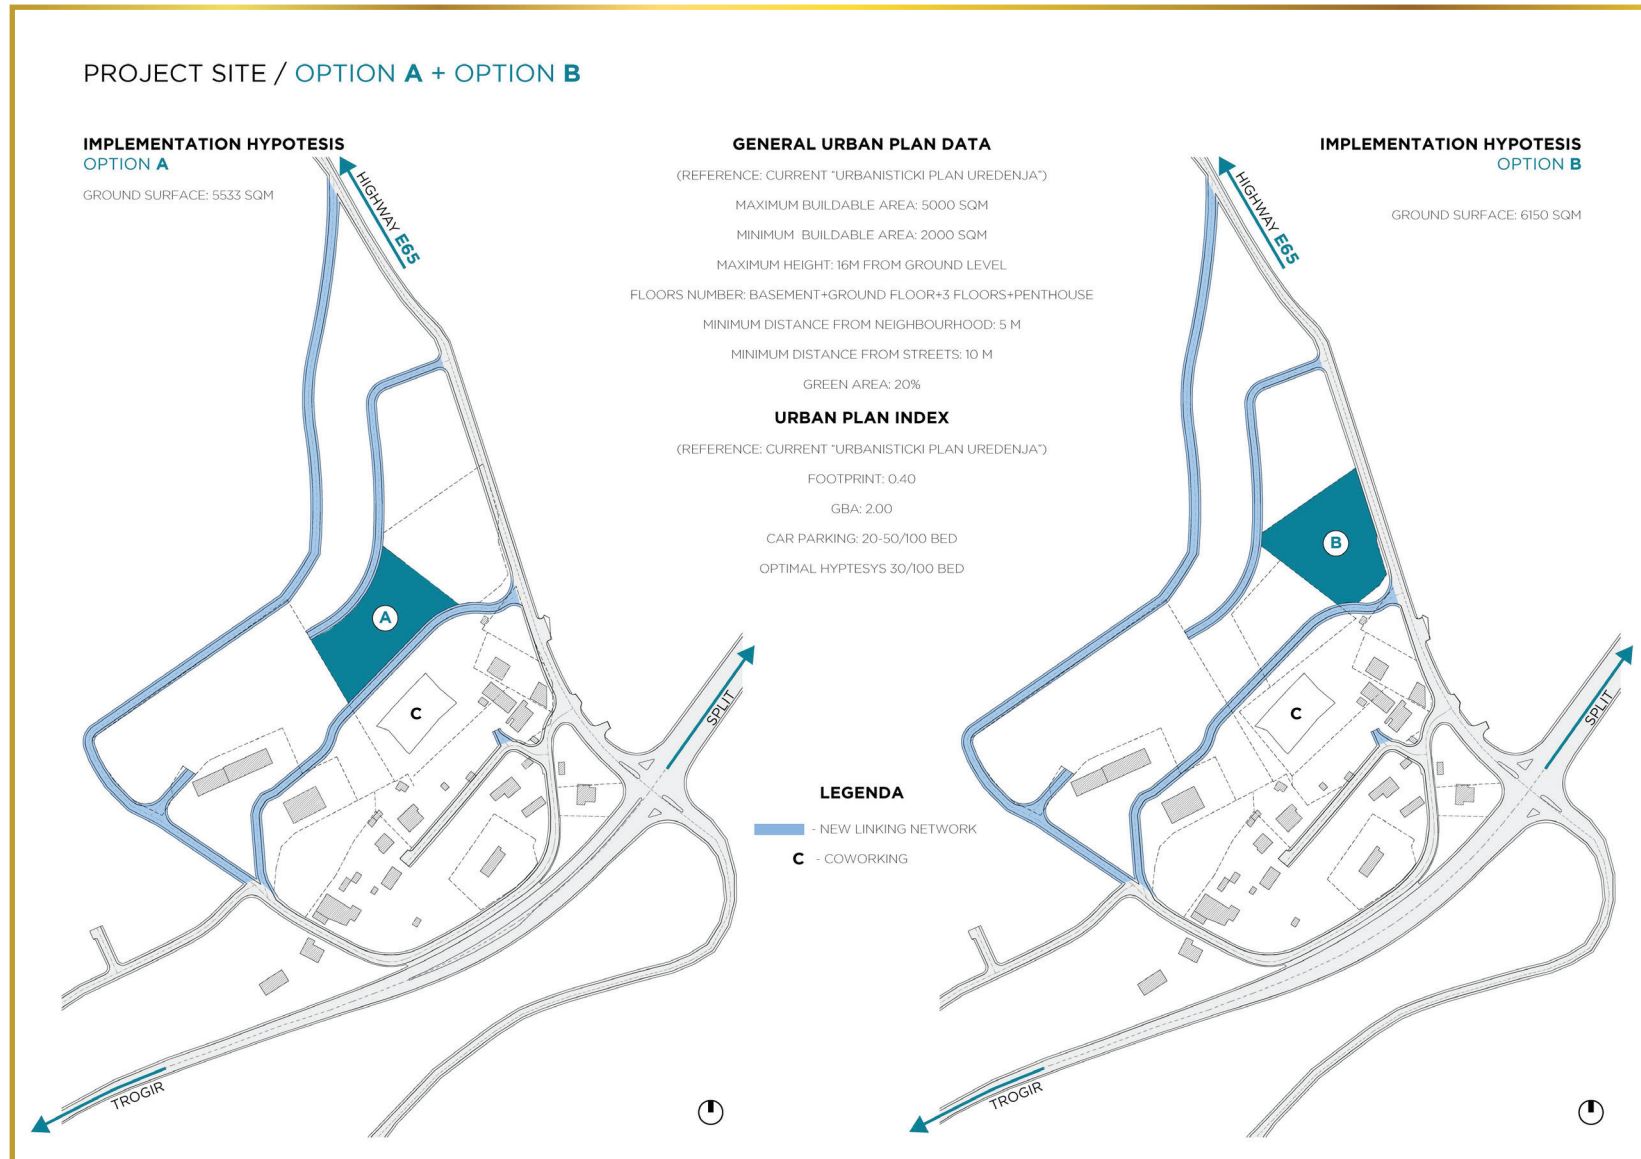 PROJECT SITE / OPTION A + OPTION B
IMPLEMENTATION HYPOTESIS
OPTION A
GROUND SURFACE: 5533 SQM
HIGHWAY E65
A
C
SPLIT
TROGIR
GENERAL URBAN PLAN DATA
(REFERENCE: CURRENT "URBANISTICKI PLAN UREDENJA")
MAXIMUM BUILDABLE AREA: 5000 SQM
MINIMUM BUILDABLE AREA: 2000 SQM
MAXIMUM HEIGHT: 16M FROM GROUND LEVEL
FLOORS NUMBER: BASEMENT+GROUND FLOOR+3 FLOORS+PENTHOUSE
MINIMUM DISTANCE FROM NEIGHBOURHOOD: 5 M
MINIMUM DISTANCE FROM STREETS: 10 M
GREEN AREA: 20%
URBAN PLAN INDEX
(REFERENCE: CURRENT "URBANISTICKI PLAN UREDENJA")
FOOTPRINT: 0.40
GBA: 2.00
CAR PARKING: 20-50/100 BED
OPTIMAL HYPTESYS 30/100 BED
LEGENDA
- NEW LINKING NETWORK
C - COWORKING
IMPLEMENTATION HYPOTESIS
OPTION B
GROUND SURFACE: 6150 SQM
HIGHWAY E65
B
C
SPLIT
TROGIR